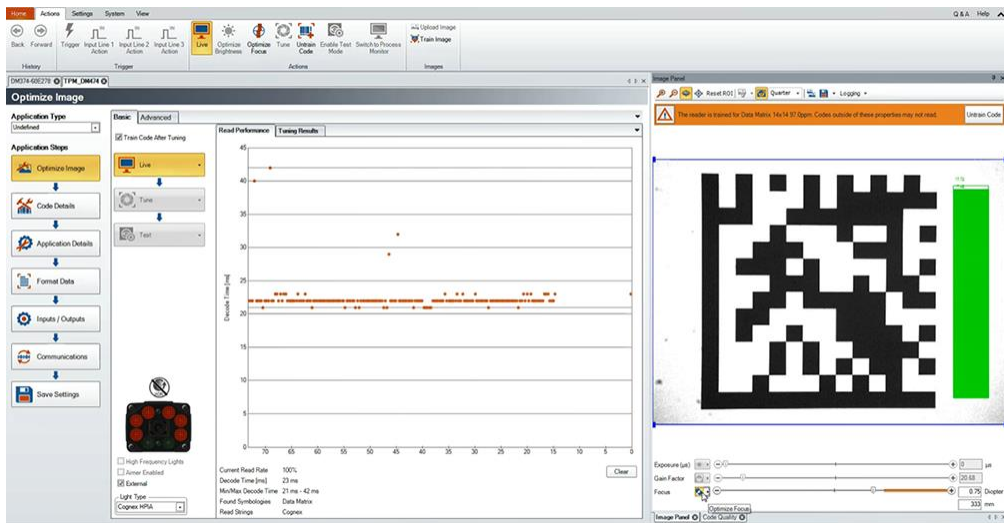 Home Actions Settings System View Q & A Help
Back Forward Trigger Input Line 1 Action Input Line 2 Action Input Line 3 Action Live Optimize Brightness Optimize Focus Tune Untrain Code Enable Test Mode Switch to Process Monitor Upload Image
Train Image
History Trigger Actions Images
DM374-60E278 TPM_DM474
Image Panel
Optimize Image
Reset ROI Quarter Logging
Application Type
Undefined
Application Steps
Optimize Image
Code Details
Application Details
Format Data
Inputs / Outputs
Communications
Save Settings
Basic Advanced
Train Code After Tuning
Live
Tune
Test
High Frequency Lights
Aimer Enabled
External
Light Type
Cognex HPIA
Read Performance Tuning Results
45
40
35
30
25
20
15
10
5
0
Decode Time [ms]
70 65 60 55 50 45 40 35 30 25 20 15 10 5 0
Current Read Rate 100%
Decode Time [ms] 23 ms
Min/Max Decode Time 21 ms - 42 ms
Found Symbologies Data Matrix
Read Strings Cognex
Clear
The reader is trained for Data Matrix 14x14 97.0ppm. Codes outside of these properties may not read.
Untrain Code
Exposure (µs) 0 µs
Gain Factor 20.68
Focus 0.75 Diopter
333 mm
Optimize Focus
Image Panel Code Quality